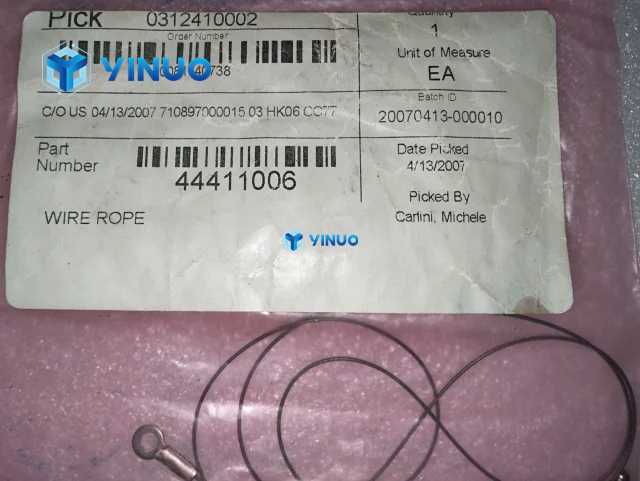 PICK 0312410002
Order Number
YINUO
Quantity
1
Unit of Measure
EA
C/O US 04/13/2007 710897000015 03 HK06 CC77
Batch ID
20070413-000010
Part
Number
44411006
Date Picked
4/13/2007
WIRE ROPE
Picked By
Carlini, Michele
YINUO